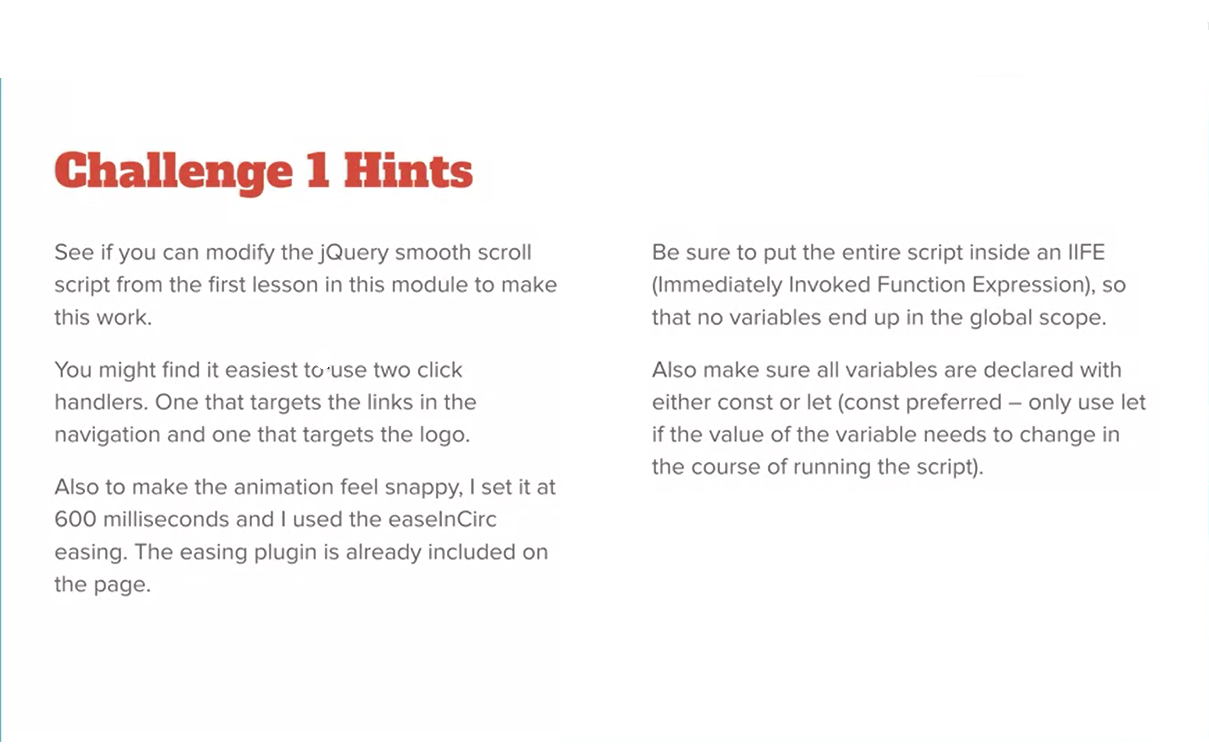 Challenge 1 Hints
See if you can modify the jQuery smooth scroll
script from the first lesson in this module to make
this work.
You might find it easiest to use two click
handlers. One that targets the links in the
navigation and one that targets the logo.
Also to make the animation feel snappy, I set it at
600 milliseconds and I used the easeInCirc
easing. The easing plugin is already included on
the page.
Be sure to put the entire script inside an IIFE
(Immediately Invoked Function Expression), so
that no variables end up in the global scope.
Also make sure all variables are declared with
either const or let (const preferred – only use let
if the value of the variable needs to change in
the course of running the script).